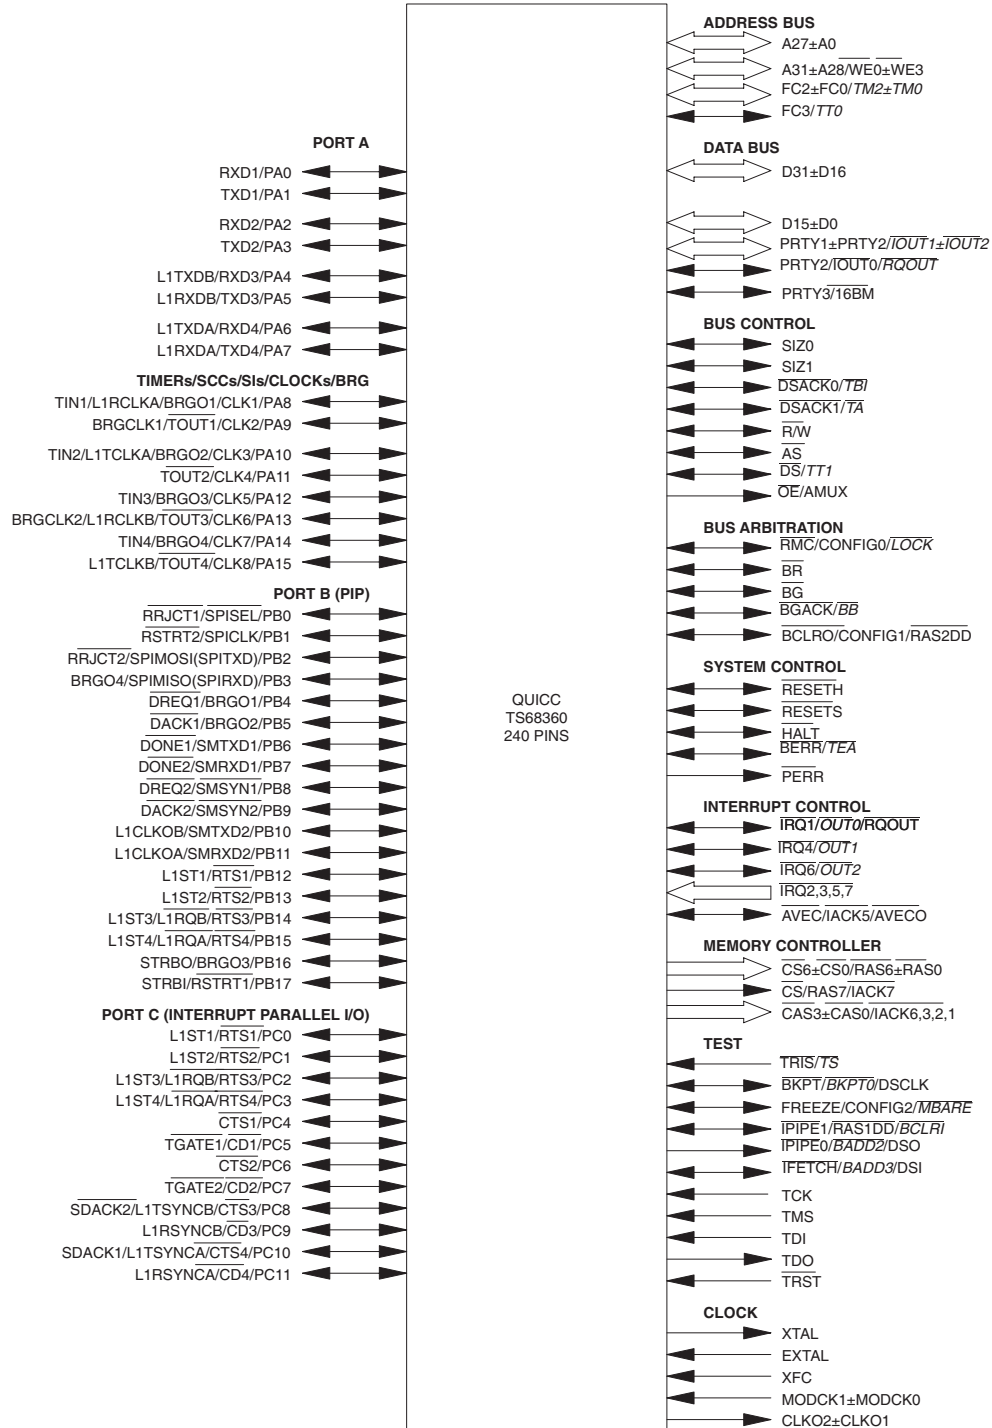 PORT A
RXD1/PA0
TXD1/PA1
RXD2/PA2
TXD2/PA3
L1TXDB/RXD3/PA4
L1RXDB/TXD3/PA5
L1TXDA/RXD4/PA6
L1RXDA/TXD4/PA7
TIMERs/SCCs/SIs/CLOCKs/BRG
TIN1/L1RCLKA/BRGO1/CLK1/PA8
BRGCLK1/TOUT1/CLK2/PA9
TIN2/L1TCLKA/BRGO2/CLK3/PA10
TOUT2/CLK4/PA11
TIN3/BRGO3/CLK5/PA12
BRGCLK2/L1RCLKB/TOUT3/CLK6/PA13
TIN4/BRGO4/CLK7/PA14
L1TCLKB/TOUT4/CLK8/PA15
PORT B (PIP)
RRJCT1/SPISEL/PB0
RSTRT2/SPICLK/PB1
RRJCT2/SPIMOSI(SPITXD)/PB2
BRGO4/SPIMISO(SPIRXD)/PB3
DREQ1/BRGO1/PB4
DACK1/BRGO2/PB5
DONE1/SMTXD1/PB6
DONE2/SMRXD1/PB7
DREQ2/SMSYN1/PB8
DACK2/SMSYN2/PB9
L1CLKOB/SMTXD2/PB10
L1CLKOA/SMRXD2/PB11
L1ST1/RTS1/PB12
L1ST2/RTS2/PB13
L1ST3/L1RQB/RTS3/PB14
L1ST4/L1RQA/RTS4/PB15
STRBO/BRGO3/PB16
STRBI/RSTRT1/PB17
PORT C (INTERRUPT PARALLEL I/O)
L1ST1/RTS1/PC0
L1ST2/RTS2/PC1
L1ST3/L1RQB/RTS3/PC2
L1ST4/L1RQA/RTS4/PC3
CTS1/PC4
TGATE1/CD1/PC5
CTS2/PC6
TGATE2/CD2/PC7
SDACK2/L1TSYNCB/CTS3/PC8
L1RSYNCB/CD3/PC9
SDACK1/L1TSYNCA/CTS4/PC10
L1RSYNCA/CD4/PC11
QUICC
TS68360
240 PINS
ADDRESS BUS
A27±A0
A31±A28/WE0±WE3
FC2±FC0/TM2±TM0
FC3/TT0
DATA BUS
D31±D16
D15±D0
PRTY1±PRTY2/IOUT1±IOUT2
PRTY2/IOUT0/RQOUT
PRTY3/16BM
BUS CONTROL
SIZ0
SIZ1
DSACK0/TBI
DSACK1/TA
R/W
AS
DS/TT1
OE/AMUX
BUS ARBITRATION
RMC/CONFIG0/LOCK
BR
BG
BGACK/BB
BCLRO/CONFIG1/RAS2DD
SYSTEM CONTROL
RESETH
RESETS
HALT
BERR/TEA
PERR
INTERRUPT CONTROL
IRQ1/OUT0/RQOUT
IRQ4/OUT1
IRQ6/OUT2
IRQ2,3,5,7
AVEC/IACK5/AVECO
MEMORY CONTROLLER
CS6±CS0/RAS6±RAS0
CS/RAS7/IACK7
CAS3±CAS0/IACK6,3,2,1
TEST
TRIS/TS
BKPT/BKPT0/DSCLK
FREEZE/CONFIG2/MBARE
IPIPE1/RAS1DD/BCLRI
IPIPE0/BADD2/DSO
IFETCH/BADD3/DSI
TCK
TMS
TDI
TDO
TRST
CLOCK
XTAL
EXTAL
XFC
MODCK1±MODCK0
CLKO2±CLKO1